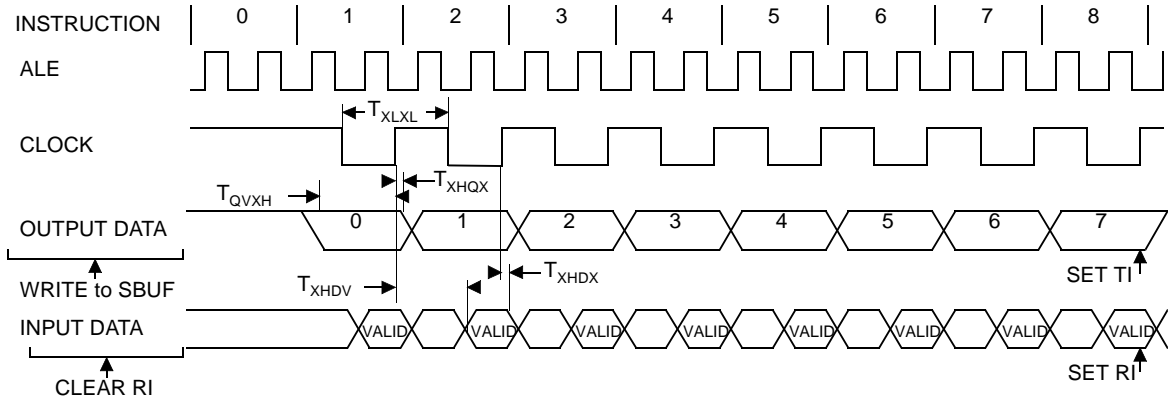 INSTRUCTION 0 1 2 3 4 5 6 7 8
ALE
TXLXL
CLOCK
TXHQX
TQVXH
OUTPUT DATA 0 1 2 3 4 5 6 7
TXHDX
SET TI
WRITE to SBUF
TXHDV
INPUT DATA VALID VALID VALID VALID VALID VALID VALID VALID
SET RI
CLEAR RI